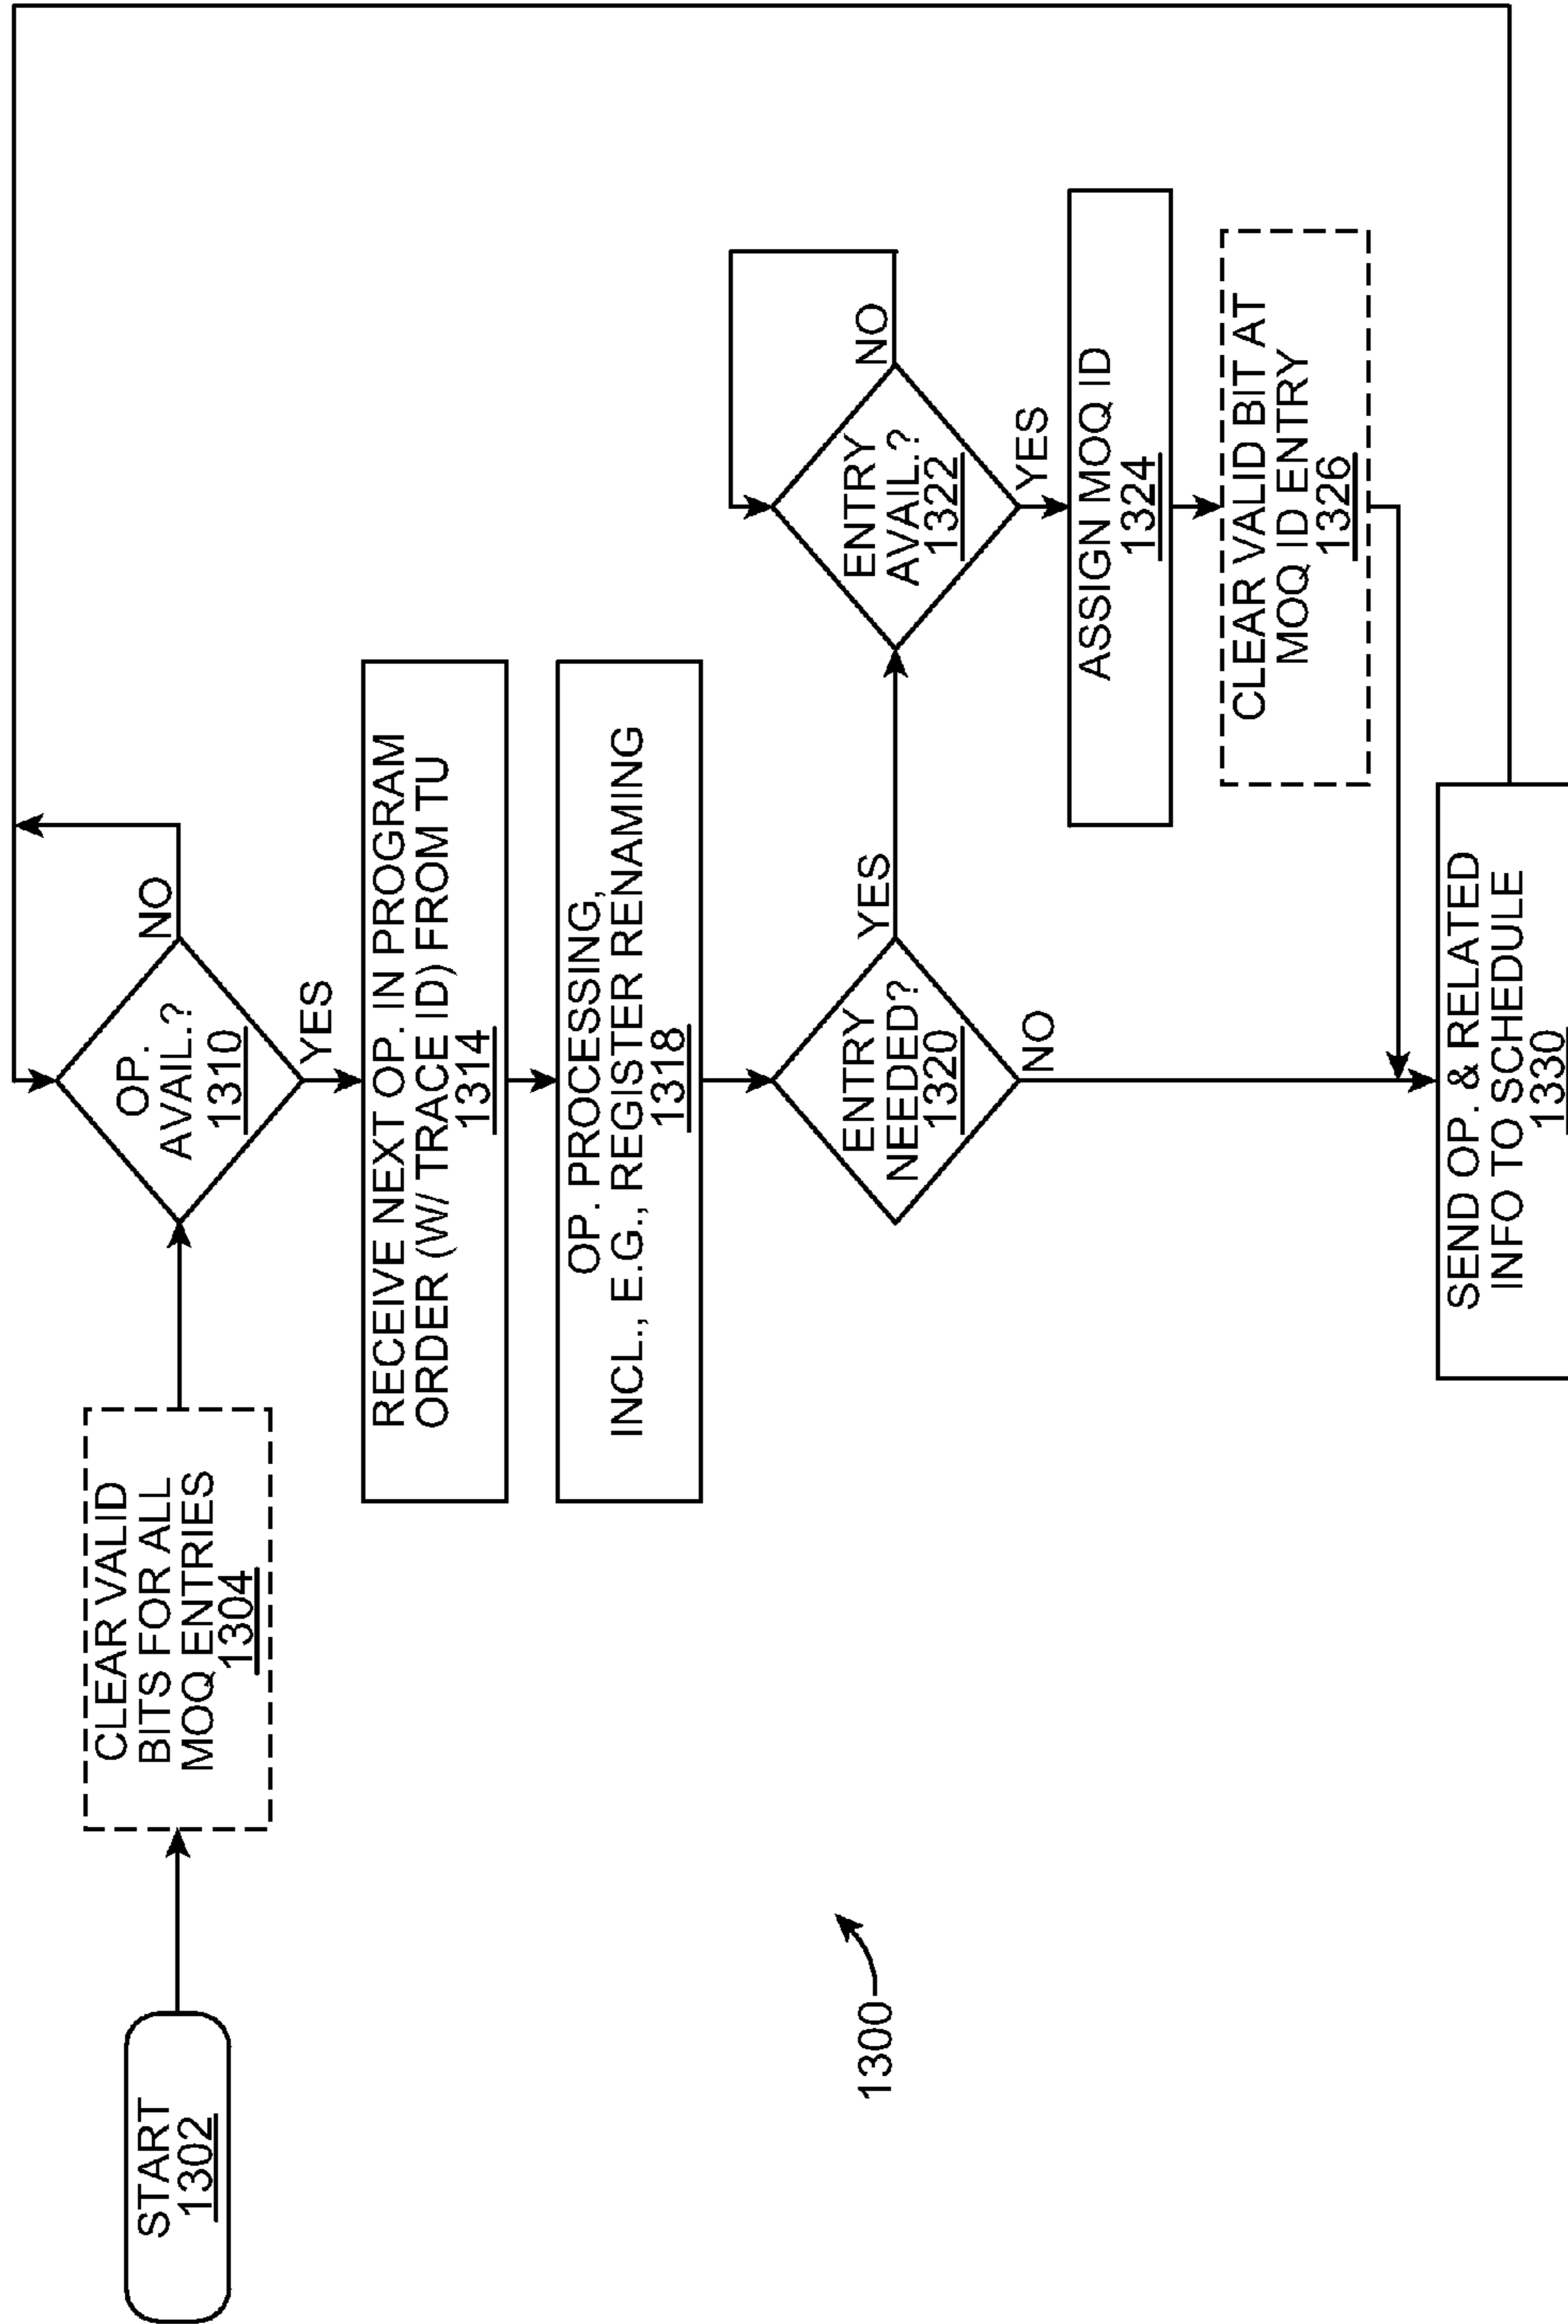 START
1302
CLEAR VALID
BITS FOR ALL
MOQ ENTRIES
1304
OP.
AVAIL.?
1310
NO
YES
RECEIVE NEXT OP. IN PROGRAM
ORDER (W/ TRACE ID) FROM TU
1314
OP. PROCESSING,
INCL., E.G., REGISTER RENAMING
1318
ENTRY
NEEDED?
1320
YES
NO
ENTRY
AVAIL.?
1322
NO
YES
ASSIGN MOQ ID
1324
CLEAR VALID BIT AT
MOQ ID ENTRY
1326
SEND OP. & RELATED
INFO TO SCHEDULE
1330
1300